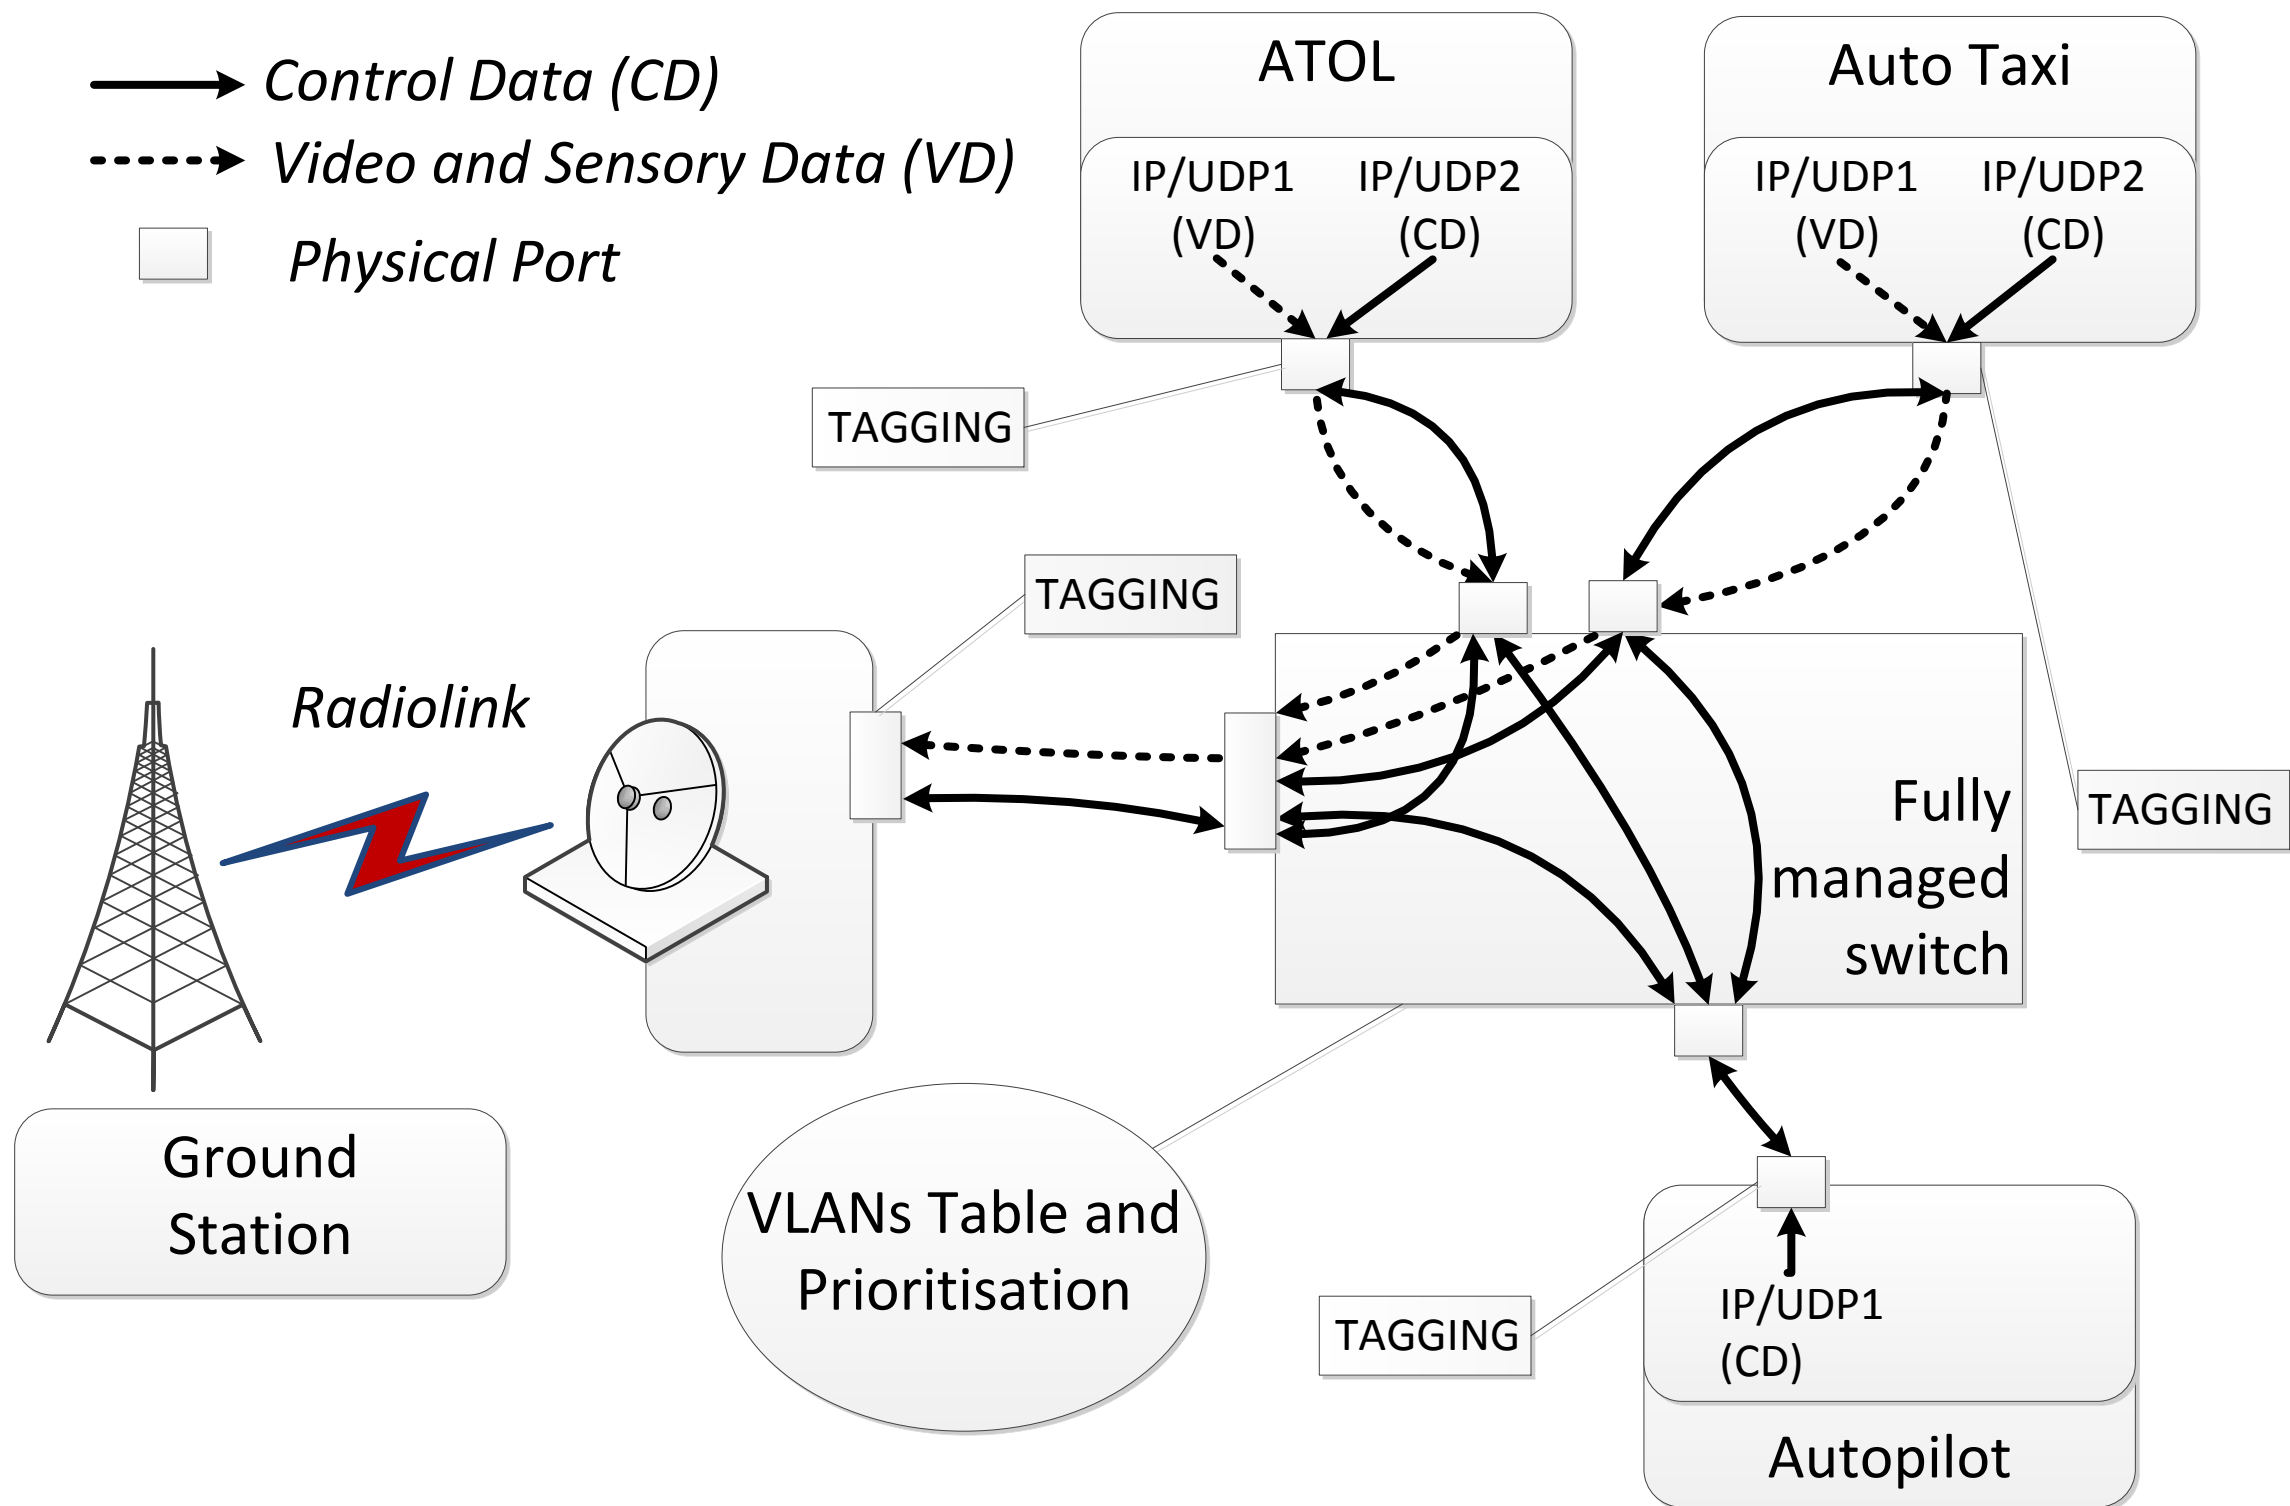 Control Data (CD)
Video and Sensory Data (VD)
Physical Port
ATOL
IP/UDP1
(VD)
IP/UDP2
(CD)
Auto Taxi
IP/UDP1
(VD)
IP/UDP2
(CD)
TAGGING
TAGGING
Radiolink
Fully
managed
switch
TAGGING
Ground
Station
VLANs Table and
Prioritisation
TAGGING
IP/UDP1
(CD)
Autopilot